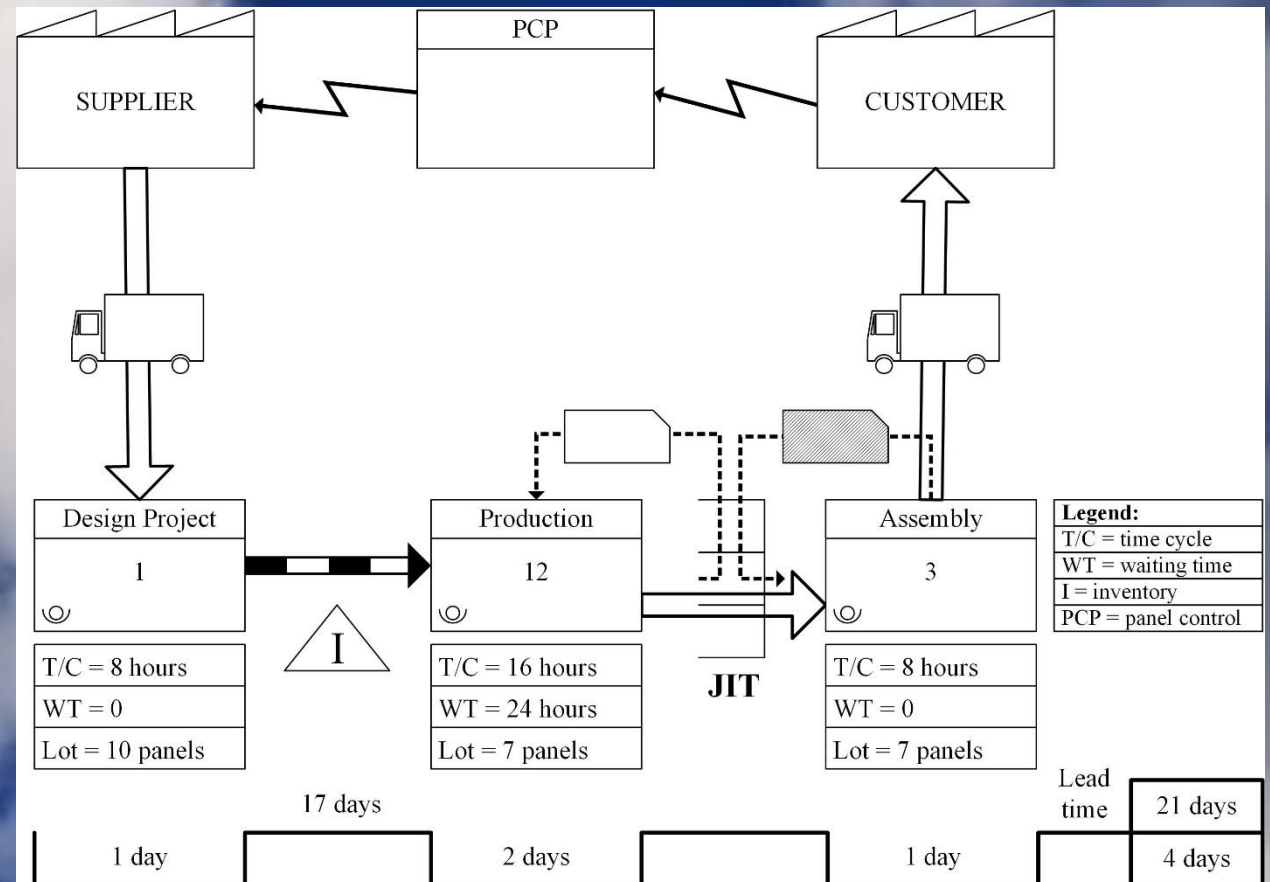 SUPPLIER
PCP
CUSTOMER
Design Project
1
I
Production
12
JIT
Assembly
3
Legend:
T/C = time cycle
WT = waiting time
I = inventory
PCP = panel control
T/C = 8 hours
WT = 0
Lot = 10 panels
T/C = 16 hours
WT = 24 hours
Lot = 7 panels
T/C = 8 hours
WT = 0
Lot = 7 panels
1 day
17 days
2 days
1 day
Lead
time
21 days
4 days